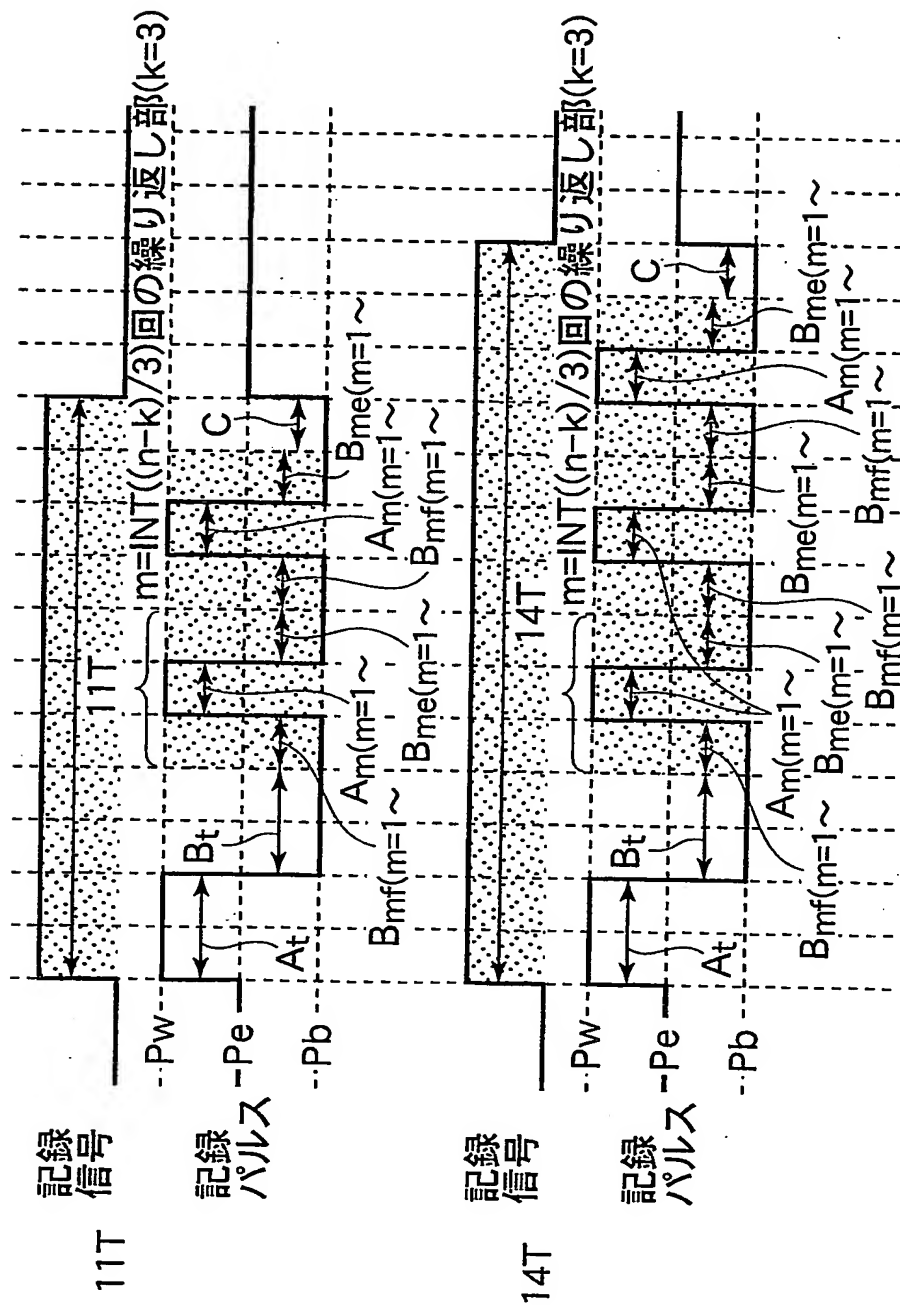 11T
記録
信号
11T
m=INT((n-k)/3)回の繰り返し部(k=3)
記録
パルス
Pw
Pe
Pb
At
Bt
C
Bmf(m=1~
Am(m=1~
Bme(m=1~
Am(m=1~
Bmf(m=1~
Bme(m=1~
14T
記録
信号
14T
m=INT((n-k)/3)回の繰り返し部(k=3)
記録
パルス
Pw
Pe
Pb
At
Bt
C
Bmf(m=1~
Am(m=1~
Bme(m=1~
Bmf(m=1~
Bme(m=1~
Bmf(m=1~
Am(m=1~
Bme(m=1~